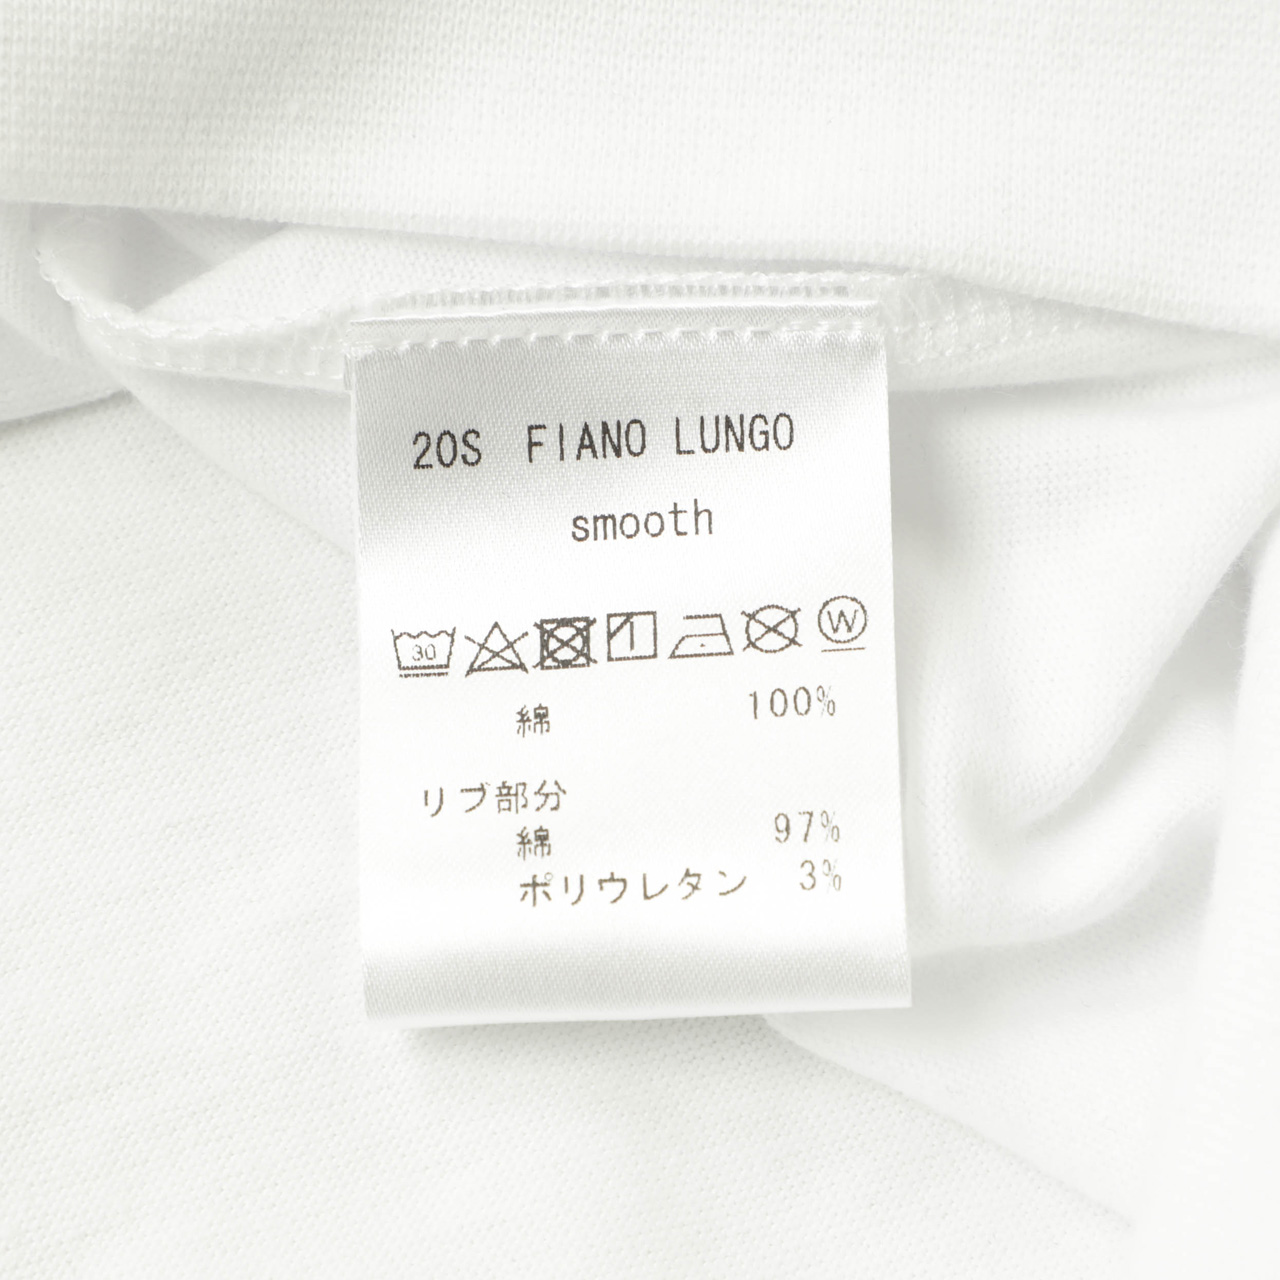 20S FIANO LUNGO
smooth
30 W
綿 100%
リブ部分
綿 97%
ポリウレタン 3%